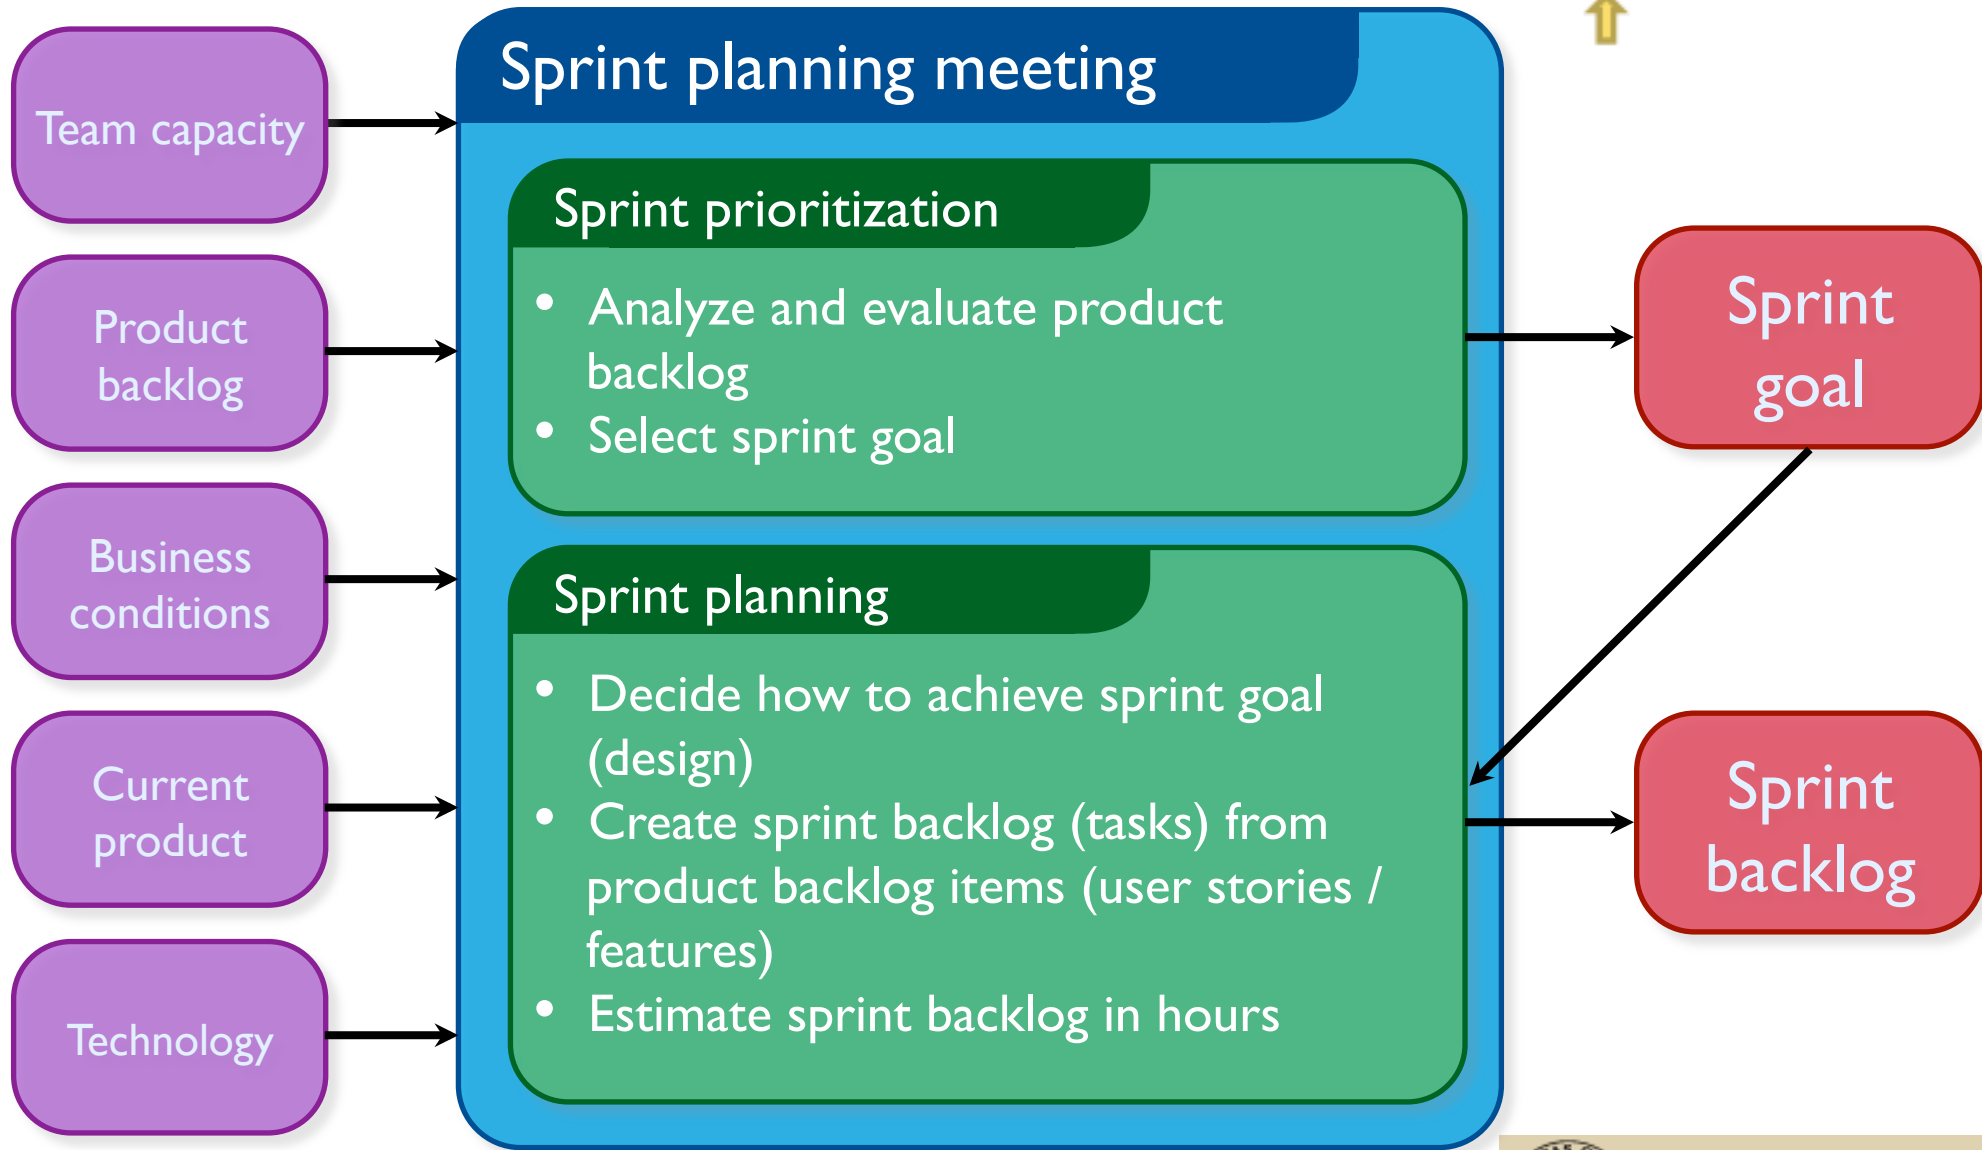 Team capacity
Product
backlog
Business
conditions
Current
product
Technology
Sprint planning meeting
Sprint prioritization
• Analyze and evaluate product
backlog
• Select sprint goal
Sprint planning
• Decide how to achieve sprint goal
(design)
• Create sprint backlog (tasks) from
product backlog items (user stories /
features)
• Estimate sprint backlog in hours
Sprint
goal
Sprint
backlog